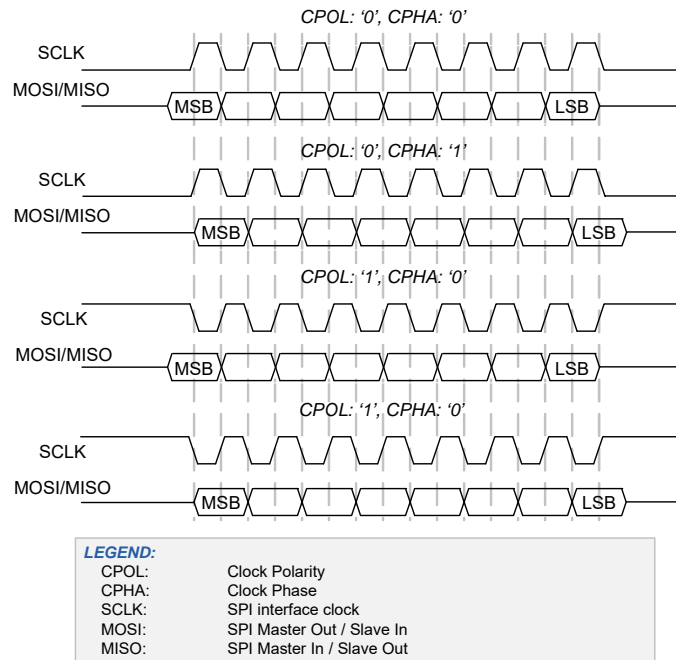 CPOL: ‘0’, CPHA: ‘0’
SCLK
MOSI/MISO
MSB LSB
CPOL: ‘0’, CPHA: ‘1’
SCLK
MOSI/MISO
MSB LSB
CPOL: ‘1’, CPHA: ‘0’
SCLK
MOSI/MISO
MSB LSB
CPOL: ‘1’, CPHA: ‘0’
SCLK
MOSI/MISO
MSB LSB
LEGEND:
CPOL: Clock Polarity
CPHA: Clock Phase
SCLK: SPI interface clock
MOSI: SPI Master Out / Slave In
MISO: SPI Master In / Slave Out